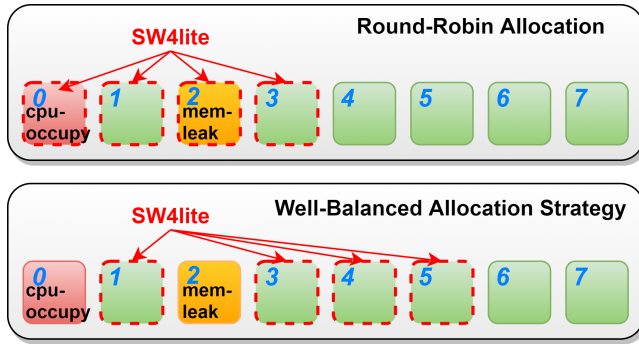 Round-Robin Allocation
SW4lite
0 1 2 3 4 5 6 7
cpu-
occupy
mem-
leak
Well-Balanced Allocation Strategy
SW4lite
0 1 2 3 4 5 6 7
cpu-
occupy
mem-
leak